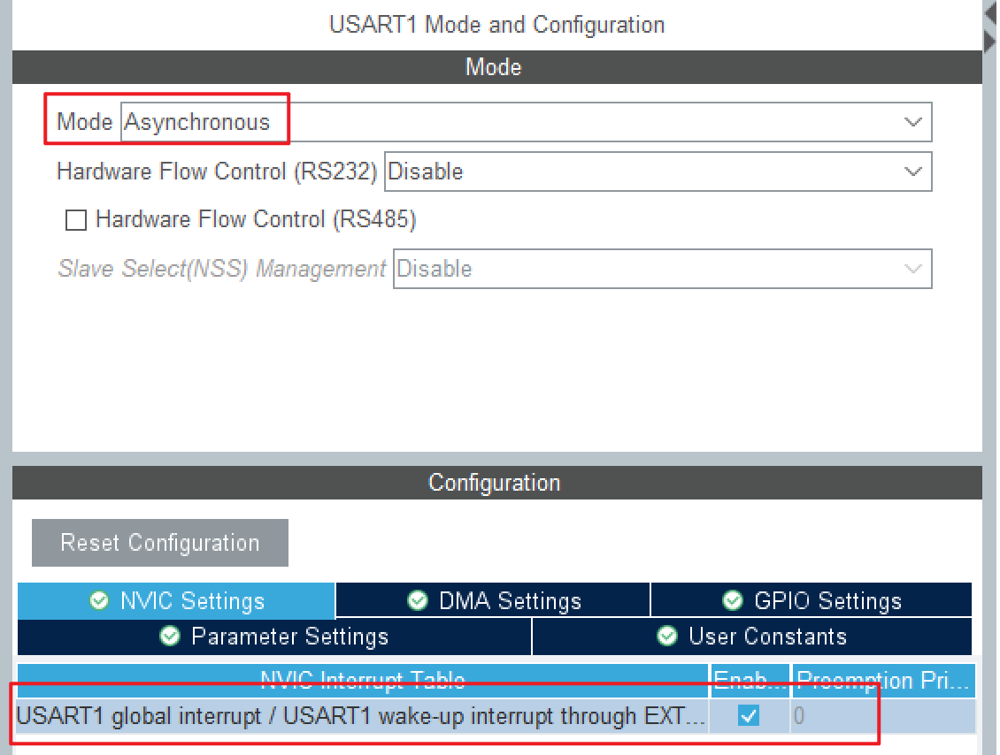 USART1 Mode and Configuration
Mode
Mode Asynchronous
Hardware Flow Control (RS232) Disable
Hardware Flow Control (RS485)
Slave Select(NSS) Management Disable
Configuration
Reset Configuration
NVIC Settings DMA Settings GPIO Settings
Parameter Settings User Constants
NVIC Interrupt Table Enab... Preemption Pri...
USART1 global interrupt / USART1 wake-up interrupt through EXT... 0